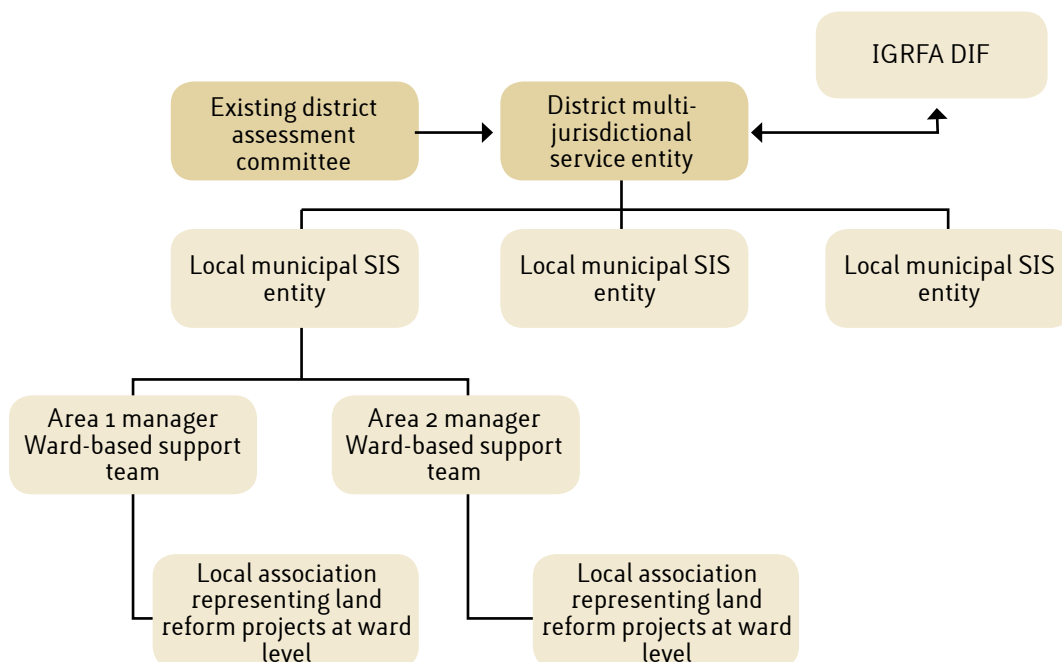 IGRFA DIF
Existing district
assessment
committee
District multi-
jurisdictional
service entity
Local municipal SIS
entity
Local municipal SIS
entity
Local municipal SIS
entity
Area 1 manager
Ward-based support
team
Area 2 manager
Ward-based support
team
Local association
representing land
reform projects at ward
level
Local association
representing land
reform projects at ward
level